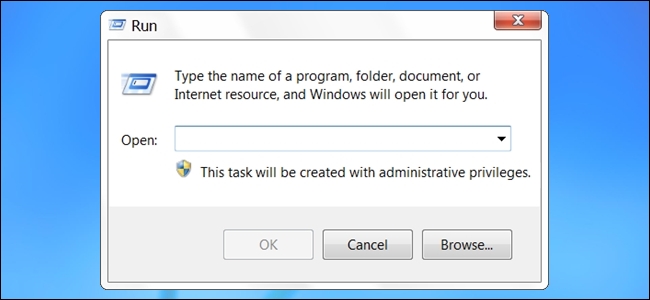 Run
Type the name of a program, folder, document, or
Internet resource, and Windows will open it for you.
Open:
This task will be created with administrative privileges.
OK
Cancel
Browse...